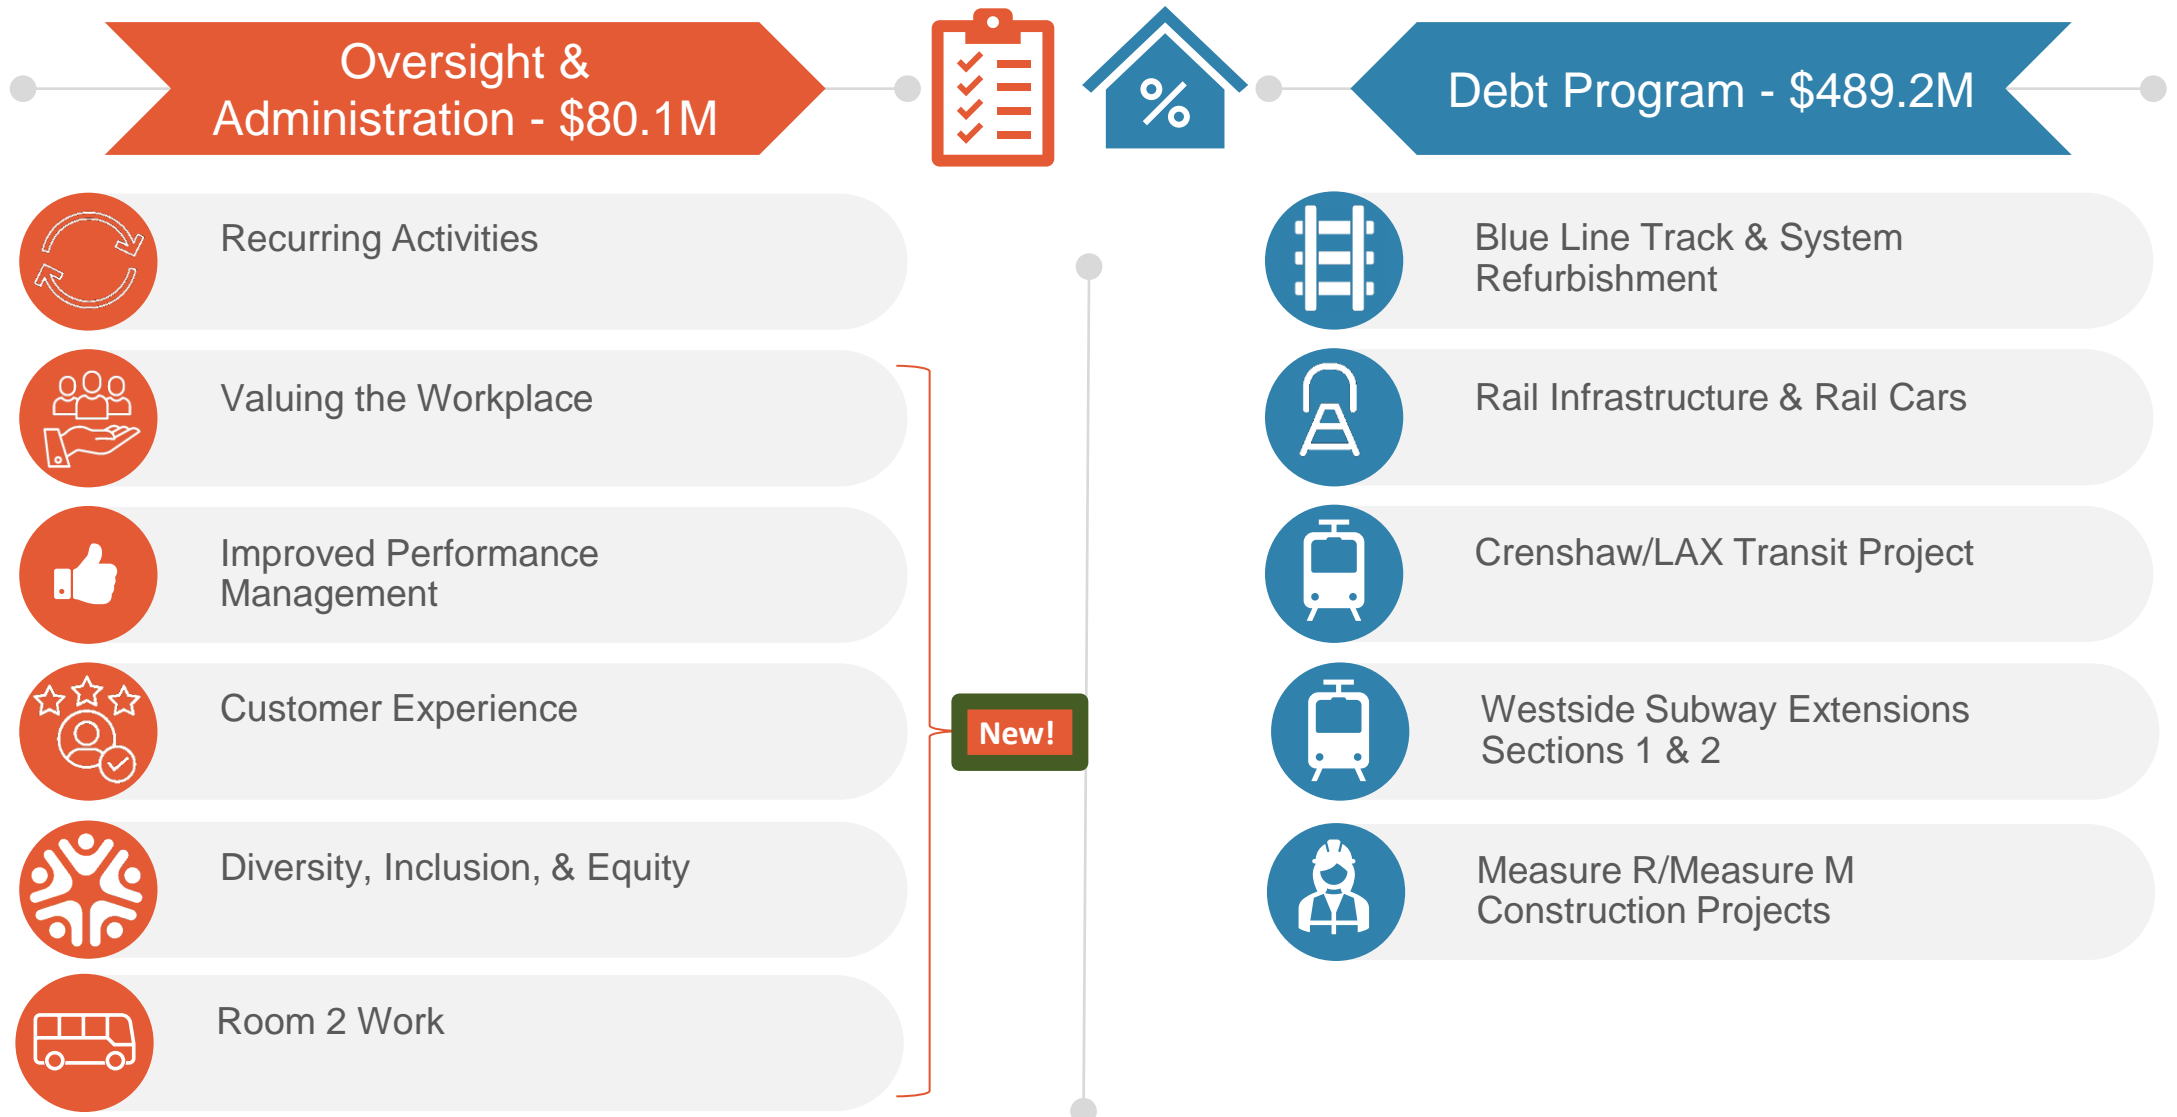 Oversight &
Administration - $80.1M
Recurring Activities
Valuing the Workplace
Improved Performance
Management
Customer Experience
Diversity, Inclusion, & Equity
Room 2 Work
New!
%
Debt Program - $489.2M
Blue Line Track & System
Refurbishment
Rail Infrastructure & Rail Cars
Crenshaw/LAX Transit Project
Westside Subway Extensions
Sections 1 & 2
Measure R/Measure M
Construction Projects